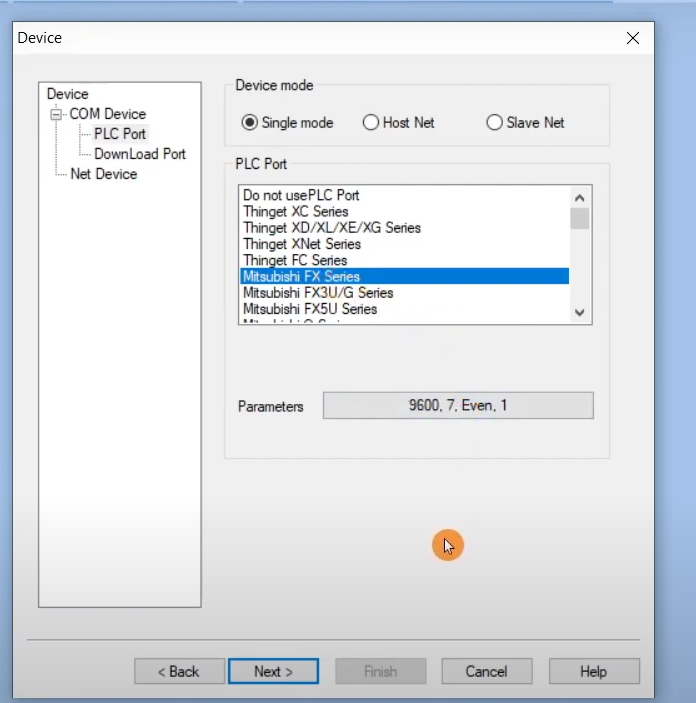 Device
Device
COM Device
PLC Port
DownLoad Port
Net Device
Device mode
Single mode
Host Net
Slave Net
PLC Port
Do not usePLC Port
Thinget XC Series
Thinget XD/XL/XE/XG Series
Thinget XNet Series
Thinget FC Series
Mitsubishi FX Series
Mitsubishi FX3U/G Series
Mitsubishi FX5U Series
Parameters
9600, 7, Even, 1
< Back
Next >
Finish
Cancel
Help